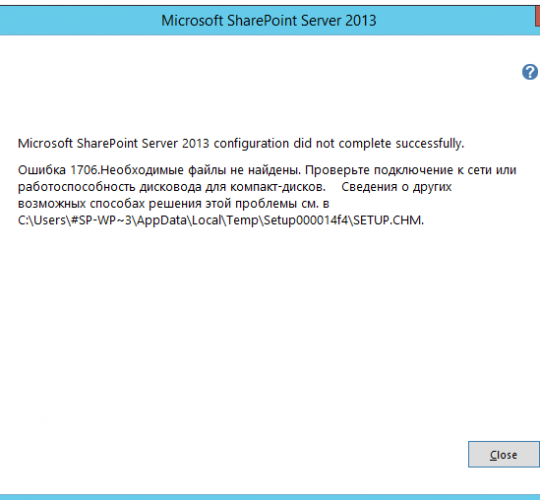 Microsoft SharePoint Server 2013
?
Microsoft SharePoint Server 2013 configuration did not complete successfully.
Ошибка 1706.Необходимые файлы не найдены. Проверьте подключение к сети или
работоспособность дисковода для компакт-дисков. Сведения о других
возможных способах решения этой проблемы см. в
C:\Users\#SP-WP~3\AppData\Local\Temp\Setup000014f4\SETUP.CHM.
Close